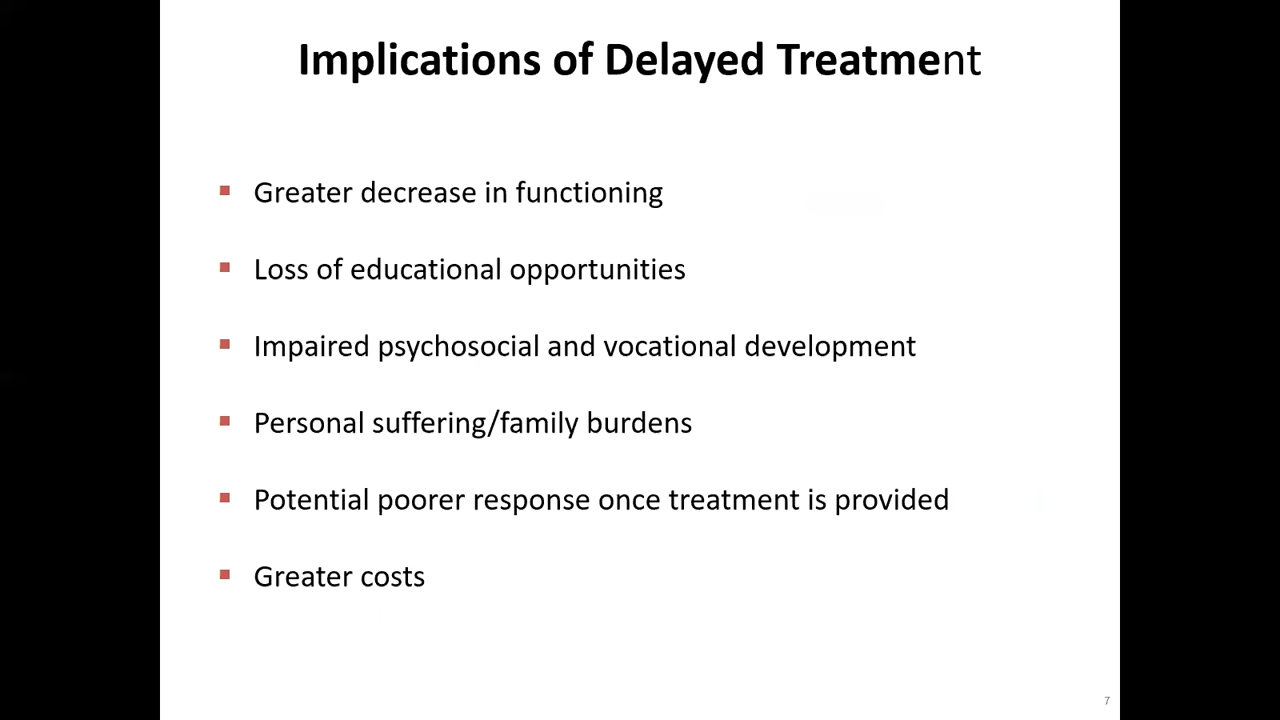 Implications of Delayed Treatment
Greater decrease in functioning
Loss of educational opportunities
Impaired psychosocial and vocational development
Personal suffering/family burdens
Potential poorer response once treatment is provided
Greater costs
7